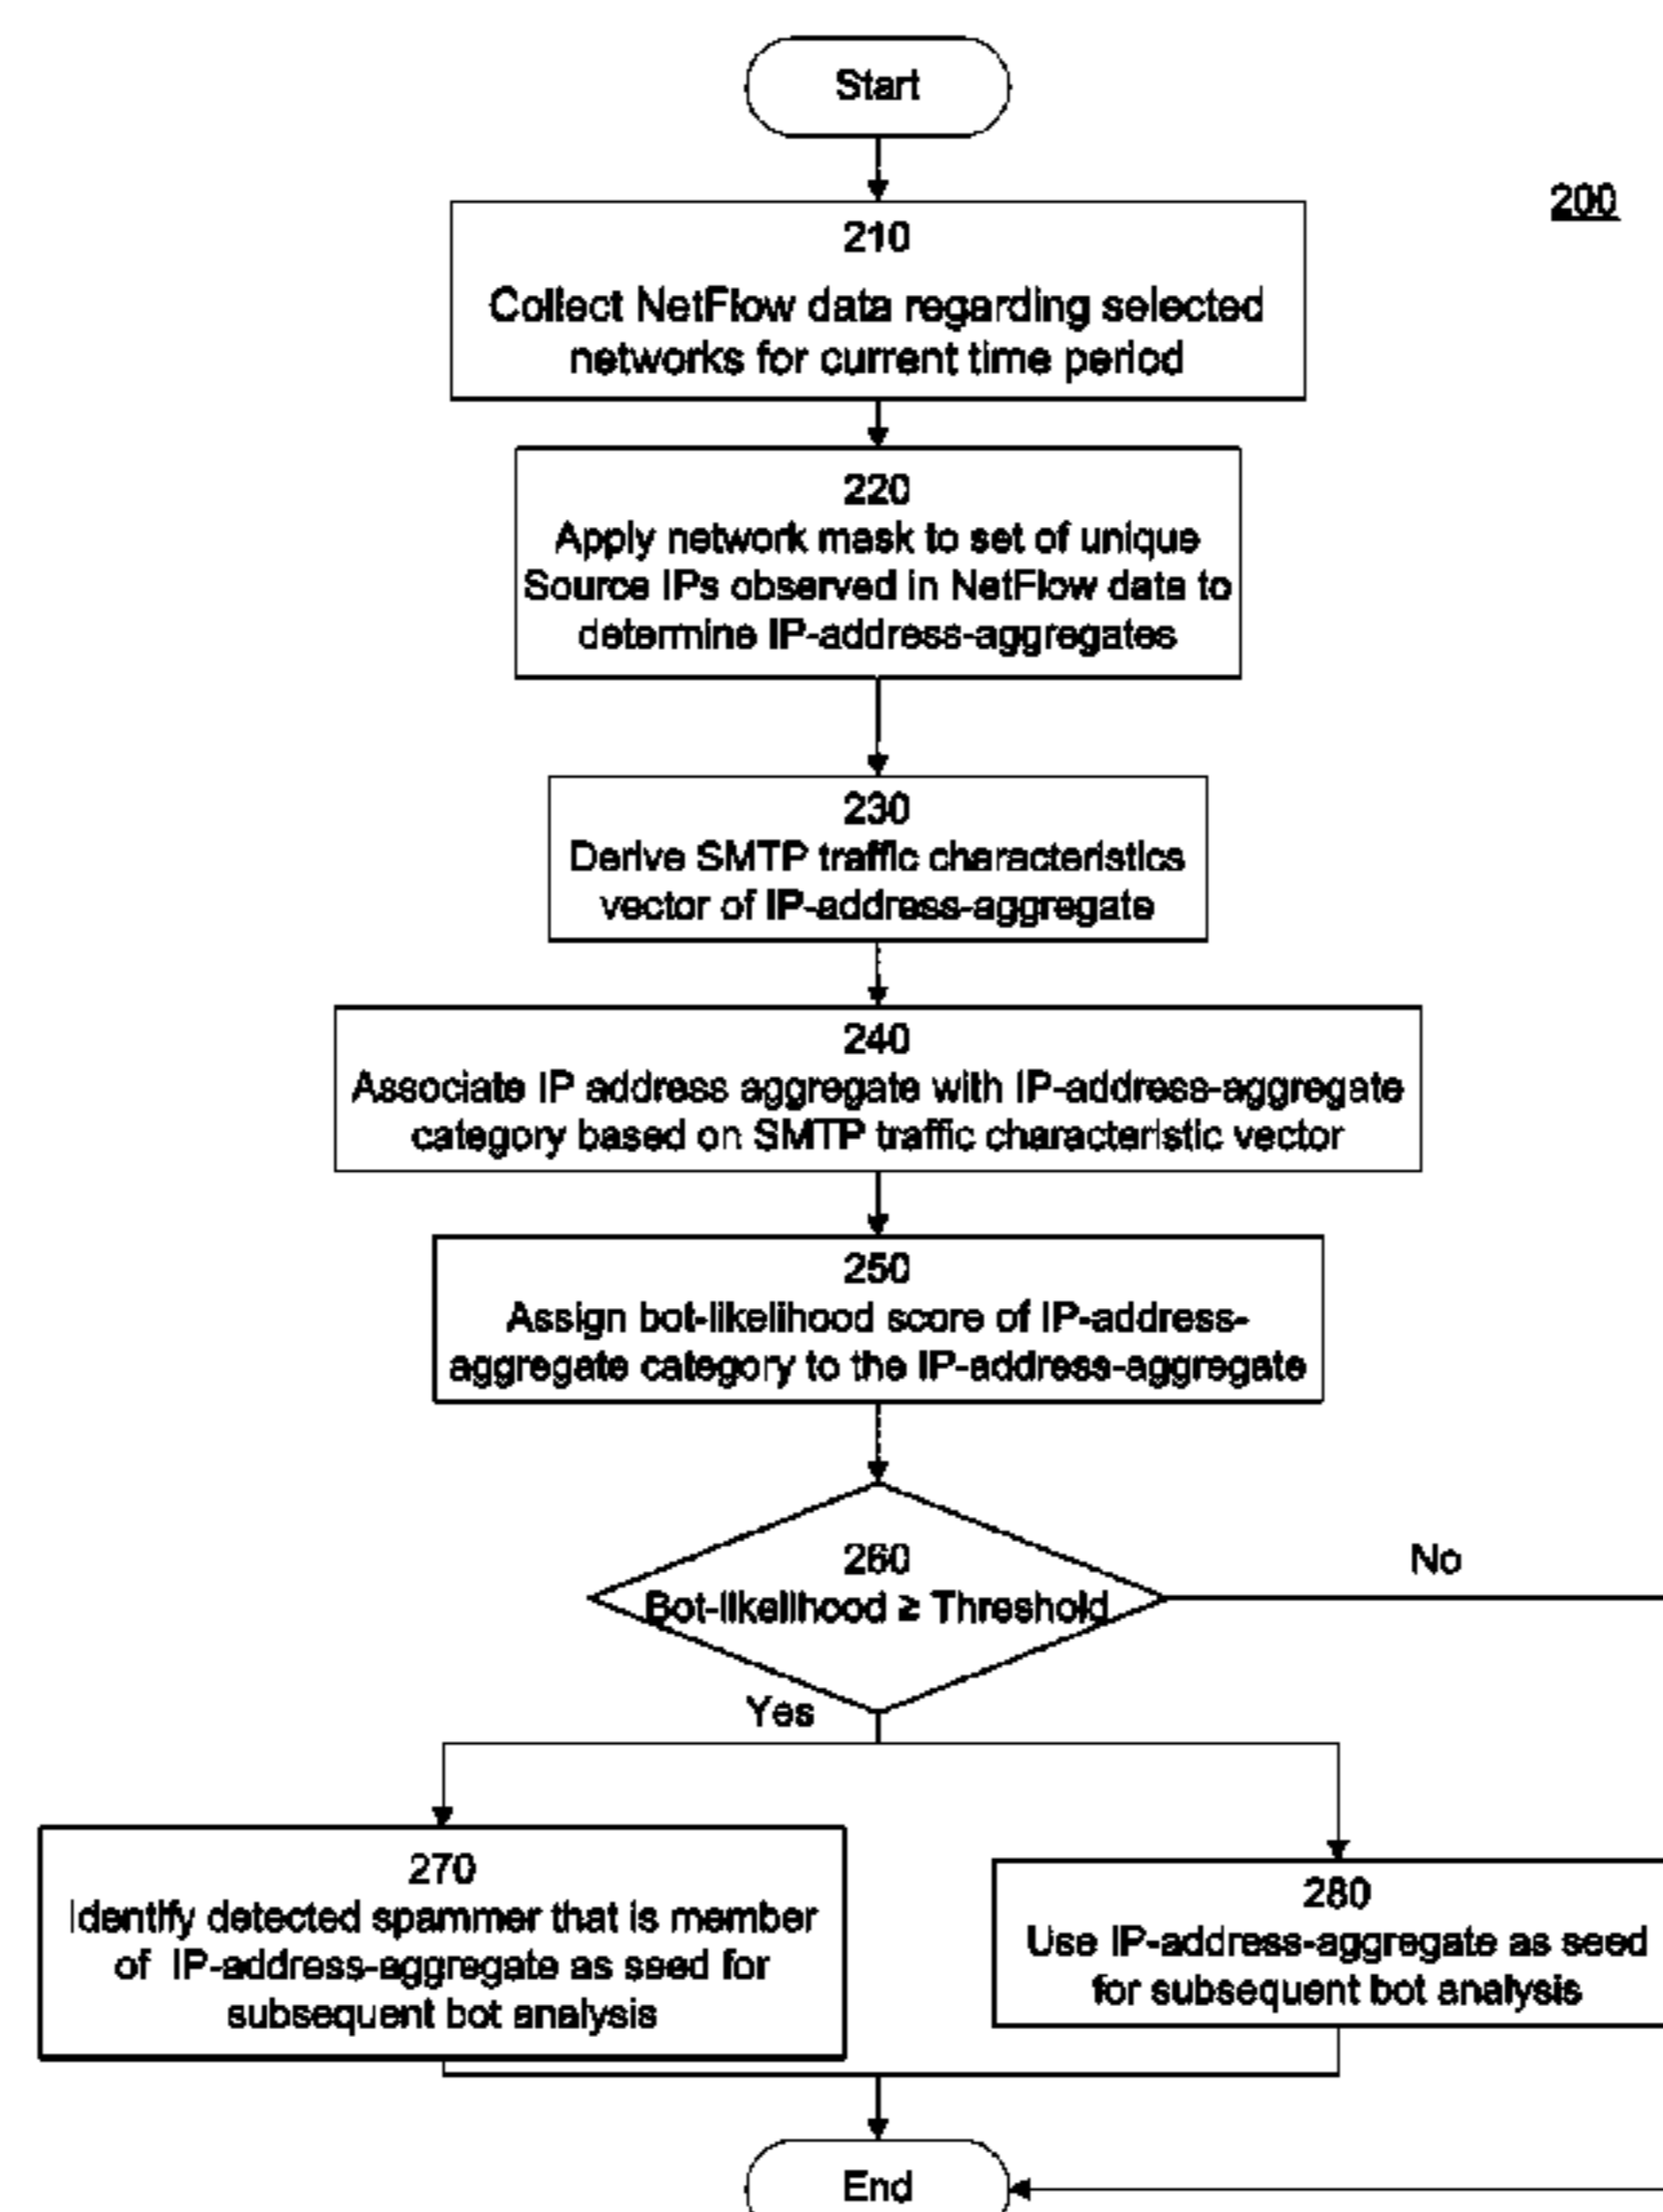 Start
200
210
Collect NetFlow data regarding selected
networks for current time period
220
Apply network mask to set of unique
Source IPs observed in NetFlow data to
determine IP-address-aggregates
230
Derive SMTP traffic characteristics
vector of IP-address-aggregate
240
Associate IP address aggregate with IP-address-aggregate
category based on SMTP traffic characteristic vector
250
Assign bot-likelihood score of IP-address-
aggregate category to the IP-address-aggregate
260
Bot-likelihood ≥ Threshold
No
Yes
270
Identify detected spammer that is member
of IP-address-aggregate as seed for
subsequent bot analysis
280
Use IP-address-aggregate as seed
for subsequent bot analysis
End